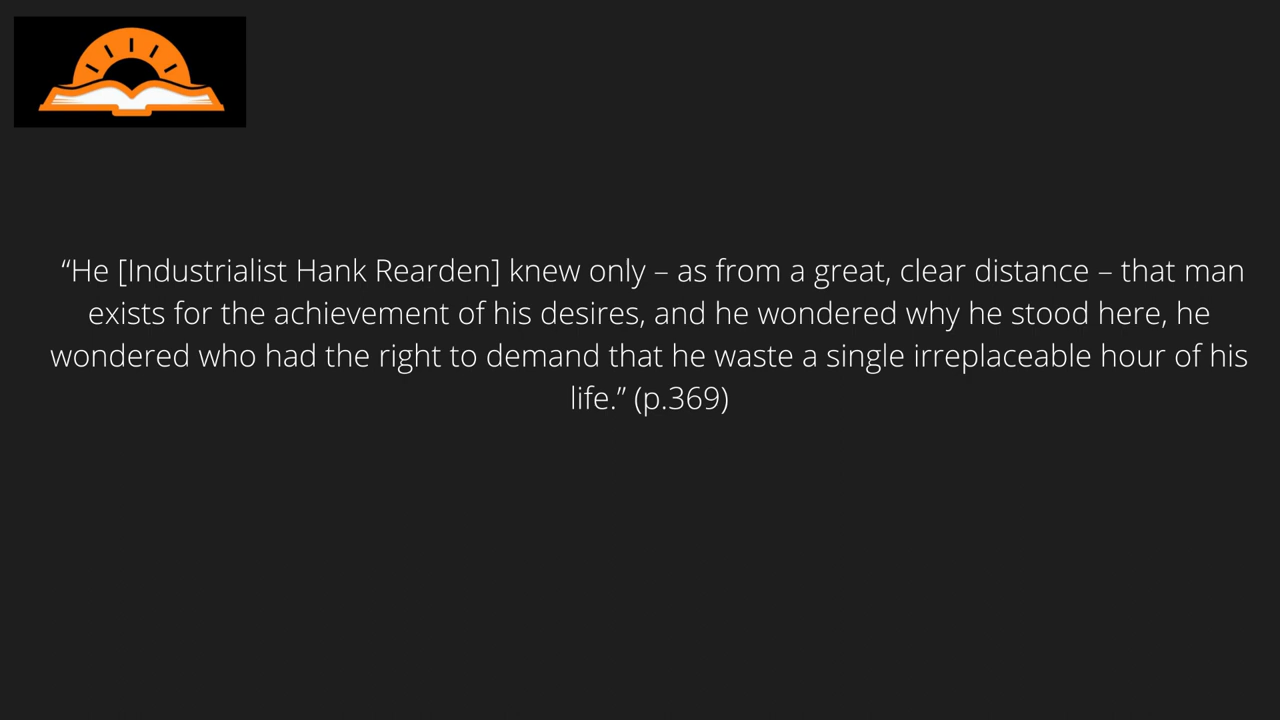 “He [Industrialist Hank Rearden] knew only – as from a great, clear distance – that man
exists for the achievement of his desires, and he wondered why he stood here, he
wondered who had the right to demand that he waste a single irreplaceable hour of his
life.” (p.369)